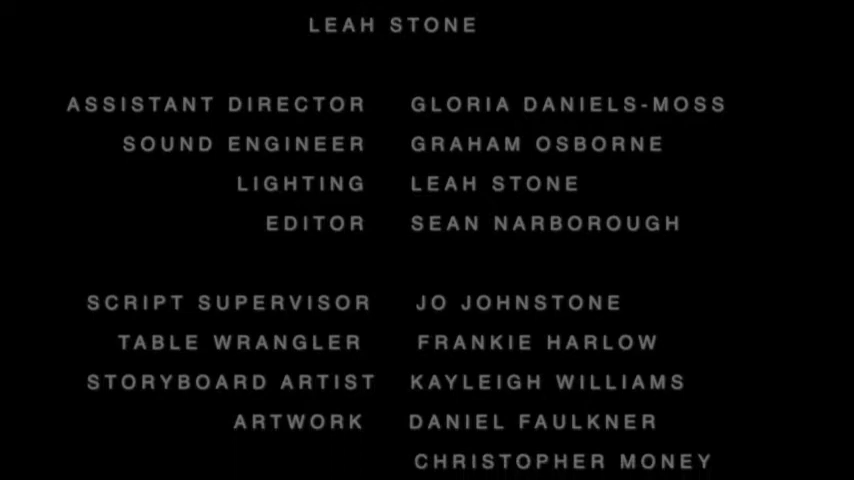 LEAH STONE
ASSISTANT DIRECTOR GLORIA DANIELS-MOSS
SOUND ENGINEER GRAHAM OSBORNE
LIGHTING LEAH STONE
EDITOR SEAN NARBOROUGH
SCRIPT SUPERVISOR JO JOHNSTONE
TABLE WRANGLER FRANKIE HARLOW
STORYBOARD ARTIST KAYLEIGH WILLIAMS
ARTWORK DANIEL FAULKNER
CHRISTOPHER MONEY